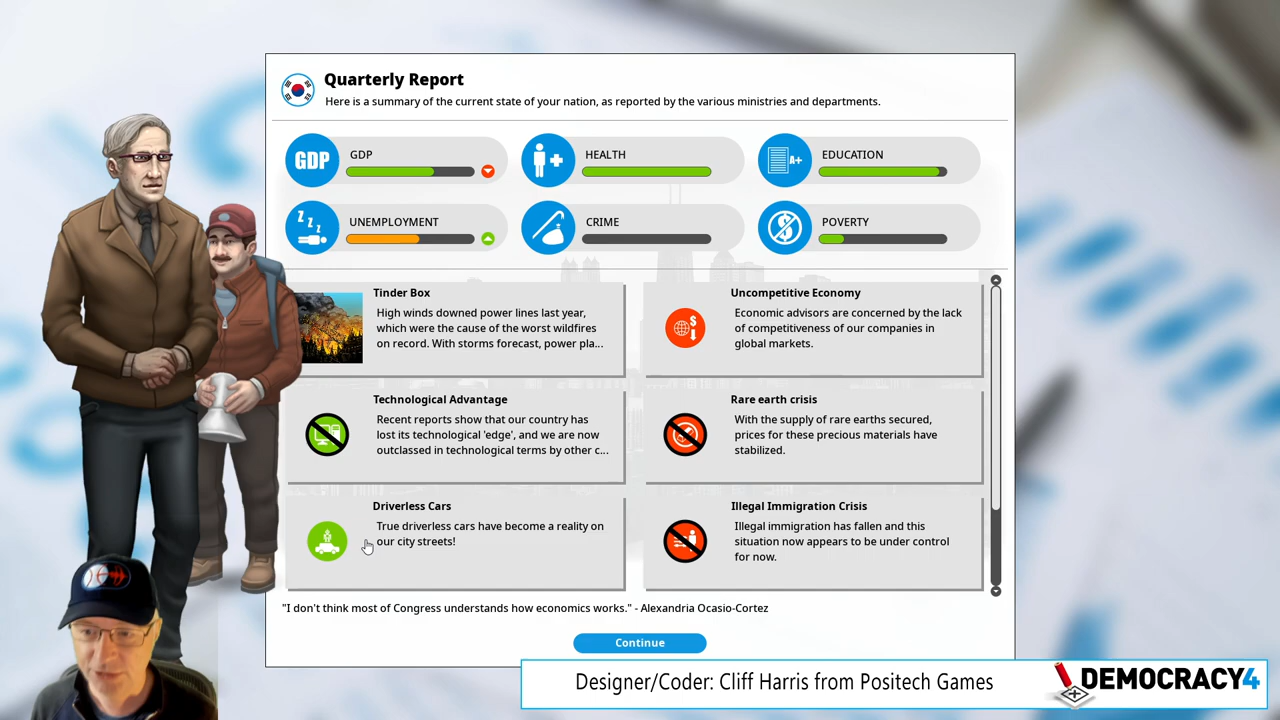 Quarterly Report
Here is a summary of the current state of your nation, as reported by the various ministries and departments.
GDP
GDP
HEALTH
A+
EDUCATION
Z Z Z
UNEMPLOYMENT
CRIME
$
POVERTY
Tinder Box
High winds downed power lines last year,
which were the cause of the worst wildfires
on record. With storms forecast, power pla...
$
Uncompetitive Economy
Economic advisors are concerned by the lack
of competitiveness of our companies in
global markets.
Technological Advantage
Recent reports show that our country has
lost its technological 'edge', and we are now
outclassed in technological terms by other c...
Rare earth crisis
With the supply of rare earths secured,
prices for these precious materials have
stabilized.
Driverless Cars
True driverless cars have become a reality on
our city streets!
Illegal Immigration Crisis
Illegal immigration has fallen and this
situation now appears to be under control
for now.
"I don't think most of Congress understands how economics works." - Alexandria Ocasio-Cortez
Continue
Designer/Coder: Cliff Harris from Positech Games
DEMOCRACY4